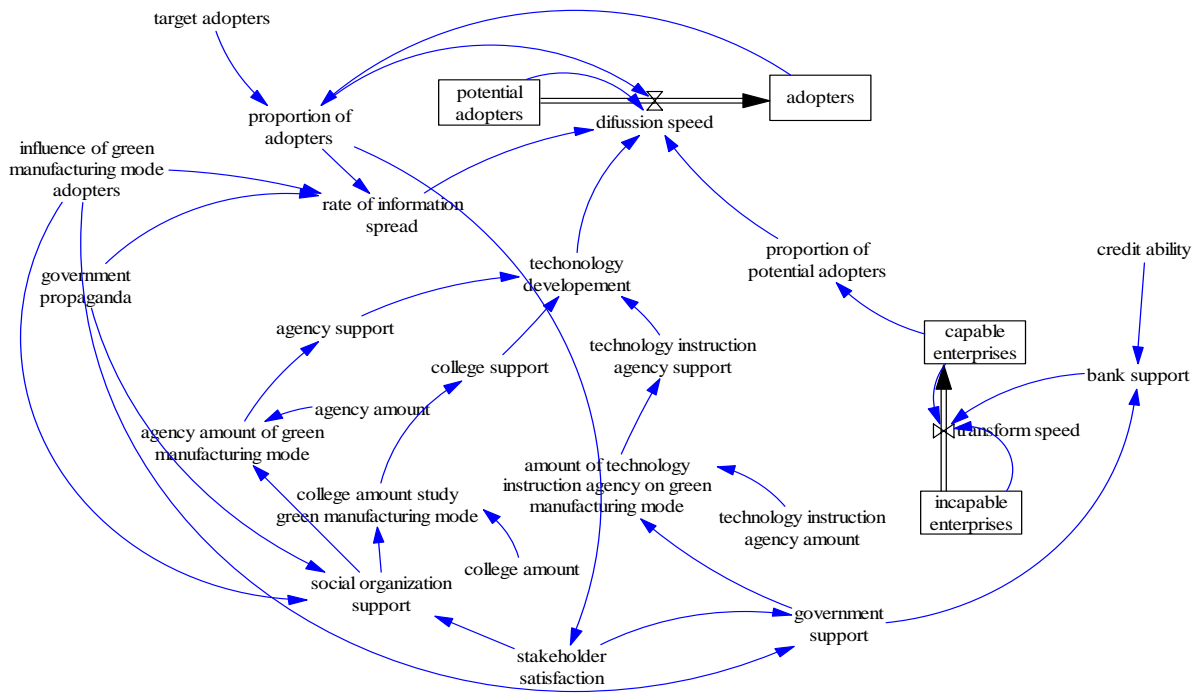 target adopters
potential
adopters
adopters
proportion of
adopters
difussion speed
influence of green
manufacturing mode
adopters
rate of information
spread
government
propaganda
techonology
developement
proportion of
potential adopters
credit ability
agency support
college support
technology instruction
agency support
capable
enterprises
bank support
agency amount
agency amount of green
manufacturing mode
transform speed
college amount study
green manufacturing mode
amount of technology
instruction agency on green
manufacturing mode
technology instruction
agency amount
incapable
enterprises
college amount
social organization
support
government
support
stakeholder
satisfaction